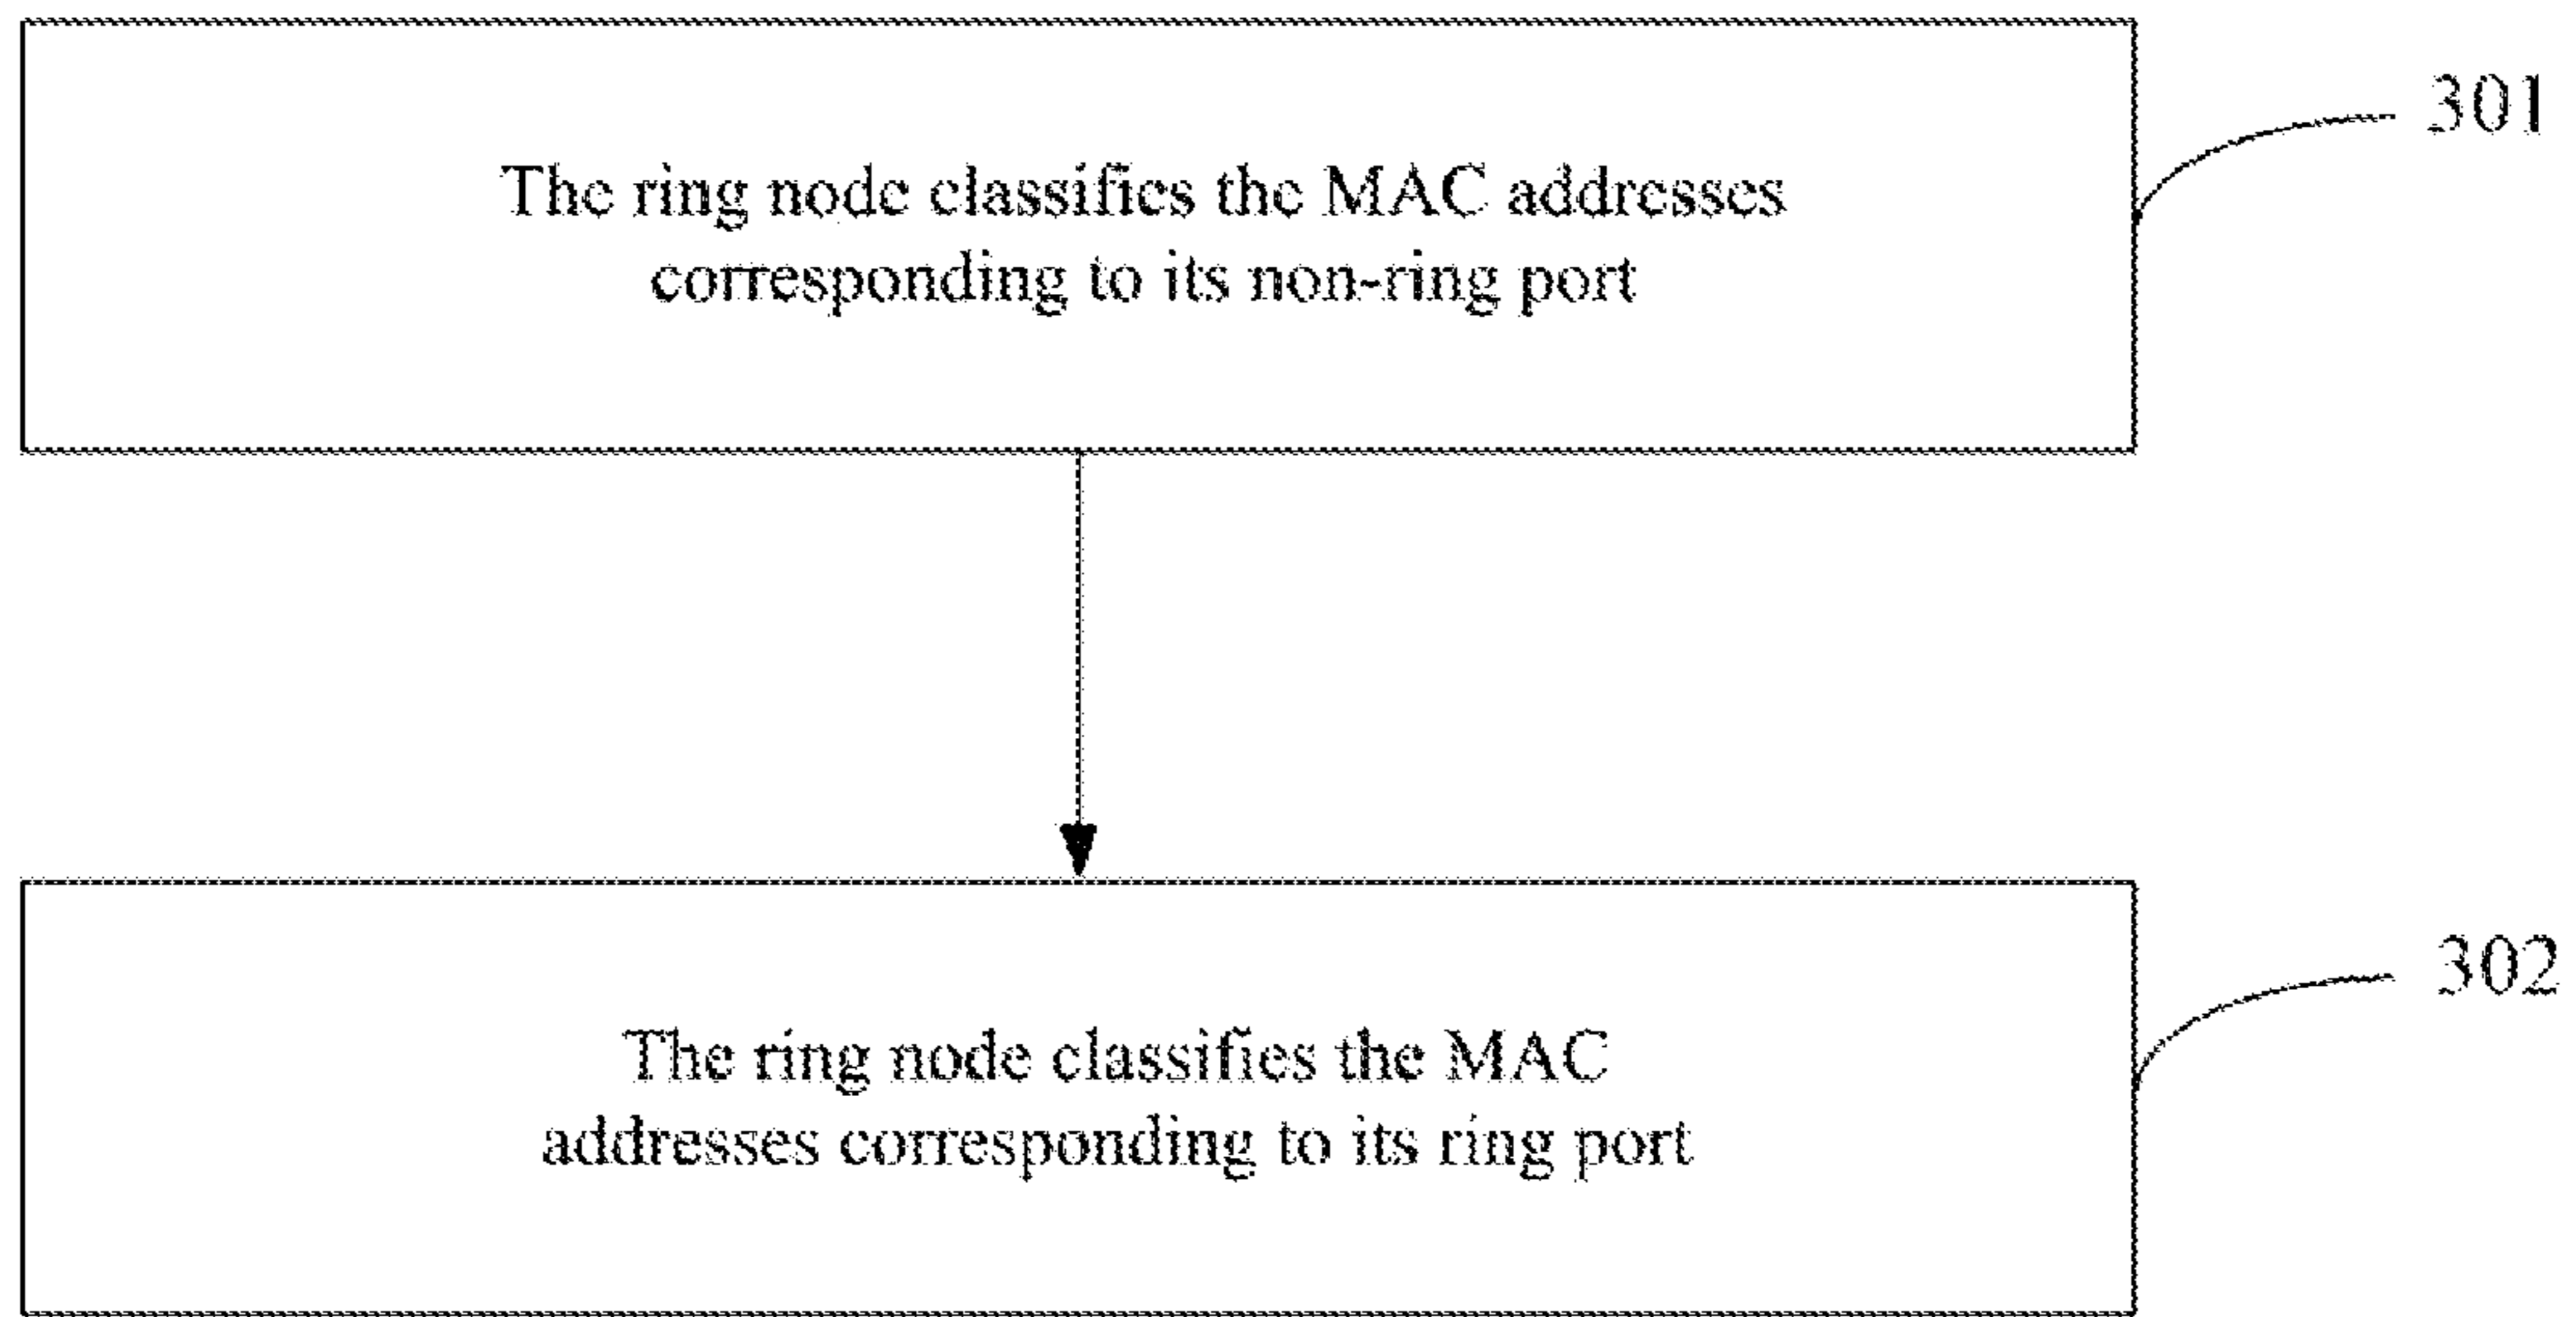 301
The ring node classifies the MAC addresses
corresponding to its non-ring port
302
The ring node classifies the MAC
addresses corresponding to its ring port